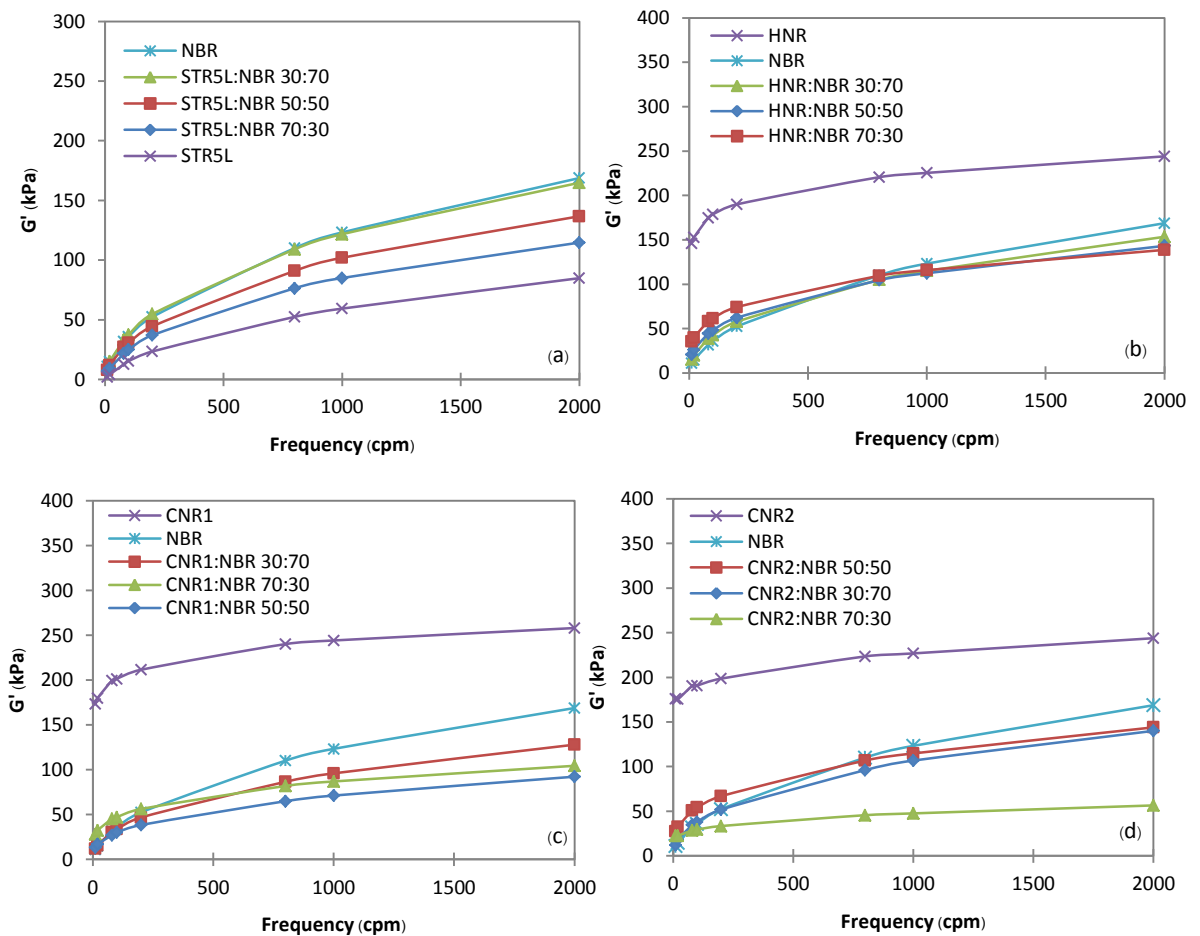 300
250
200
150
100
50
0
G' (kPa)
NBR
STR5L:NBR 30:70
STR5L:NBR 50:50
STR5L:NBR 70:30
STR5L
(a)
0 500 1000 1500 2000
Frequency (cpm)
400
350
300
250
200
150
100
50
0
G' (kPa)
HNR
NBR
HNR:NBR 30:70
HNR:NBR 50:50
HNR:NBR 70:30
(b)
0 500 1000 1500 2000
Frequency (cpm)
400
350
300
250
200
150
100
50
0
G' (kPa)
CNR1
NBR
CNR1:NBR 30:70
CNR1:NBR 70:30
CNR1:NBR 50:50
(c)
0 500 1000 1500 2000
Frequency (cpm)
400
350
300
250
200
150
100
50
0
G' (kPa)
CNR2
NBR
CNR2:NBR 50:50
CNR2:NBR 30:70
CNR2:NBR 70:30
(d)
0 500 1000 1500 2000
Frequency (cpm)